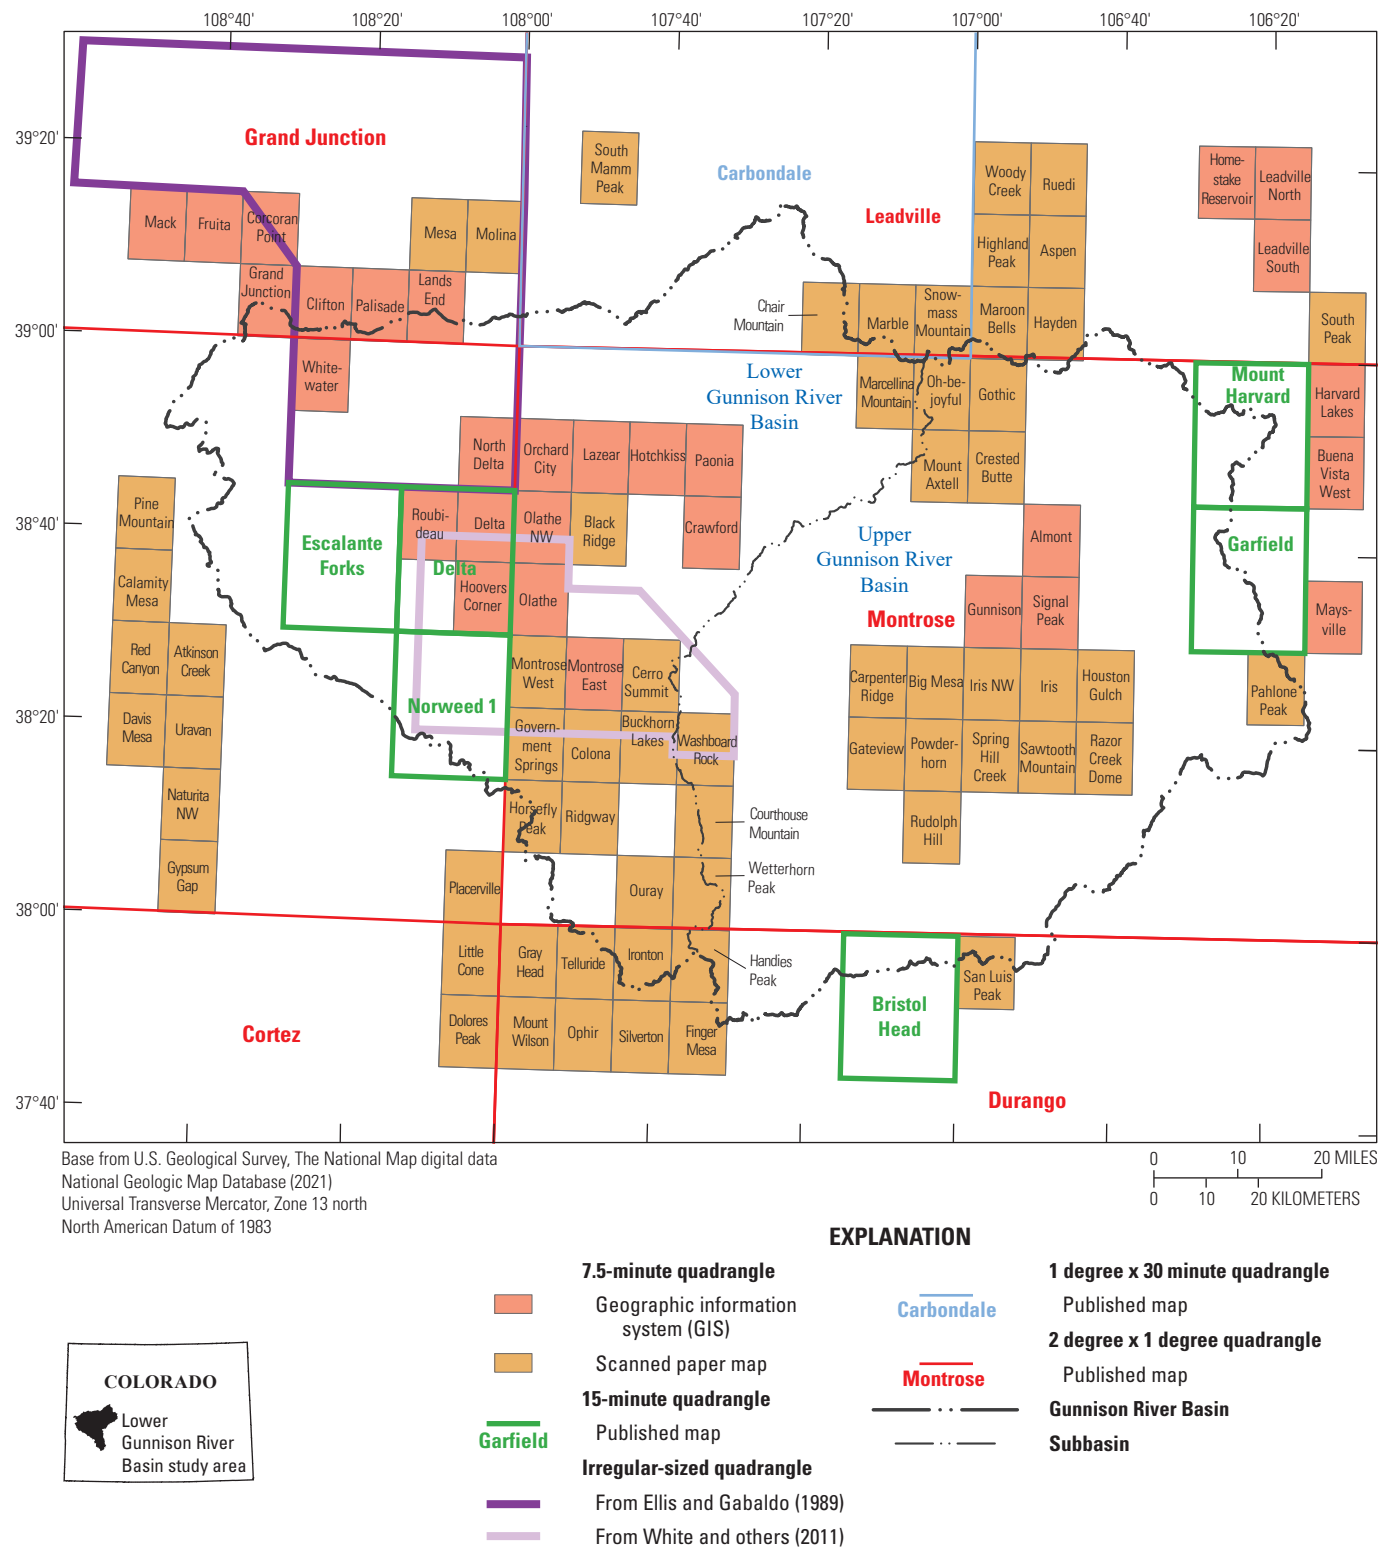 108°40'
108°20'
108°00'
107°40'
107°20'
107°00'
106°40'
106°20'
39°20'
39°00'
38°40'
38°20'
38°00'
37°40'
Grand Junction
Carbondale
Leadville
South
Mamm
Peak
Woody
Creek
Ruedi
Home-
stake
Reservoir
Leadville
North
Mack
Fruita
Corcoran
Point
Mesa
Molina
Highland
Peak
Aspen
Leadville
South
Grand
Junction
Clifton
Palisade
Lands
End
Chair
Mountain
Marble
Snow-
mass
Mountain
Maroon
Bells
Hayden
South
Peak
White-
water
Lower
Gunnison River
Basin
Marcellina
Mountain
Oh-be-
joyful
Gothic
Mount
Harvard
Harvard
Lakes
North
Delta
Orchard
City
Lazear
Hotchkiss
Paonia
Mount
Axtell
Crested
Butte
Buena
Vista
West
Pine
Mountain
Escalante
Forks
Roubi-
deau
Delta
Olathe
NW
Black
Ridge
Crawford
Upper
Gunnison River
Basin
Almont
Garfield
Calamity
Mesa
Delta
Hoovers
Corner
Olathe
Montrose
Gunnison
Signal
Peak
Mays-
ville
Red
Canyon
Atkinson
Creek
Norweed 1
Montrose
West
Montrose
East
Cerro
Summit
Carpenter
Ridge
Big Mesa
Iris NW
Iris
Houston
Gulch
Pahlone
Peak
Davis
Mesa
Uravan
Govern-
ment
Springs
Colona
Buckhorn
Lakes
Washboard
Rock
Gateview
Powder-
horn
Spring
Hill
Creek
Sawtooth
Mountain
Razor
Creek
Dome
Naturita
NW
Horsefly
Peak
Ridgway
Courthouse
Mountain
Rudolph
Hill
Gypsum
Gap
Placerville
Ouray
Wetterhorn
Peak
Little
Cone
Gray
Head
Telluride
Ironton
Handies
Peak
San Luis
Peak
Bristol
Head
Cortez
Dolores
Peak
Mount
Wilson
Ophir
Silverton
Finger
Mesa
Durango
Base from U.S. Geological Survey, The National Map digital data
National Geologic Map Database (2021)
Universal Transverse Mercator, Zone 13 north
North American Datum of 1983
0 10 20 MILES
0 10 20 KILOMETERS
EXPLANATION
7.5-minute quadrangle
Geographic information
system (GIS)
Scanned paper map
15-minute quadrangle
Garfield
Published map
Irregular-sized quadrangle
From Ellis and Gabaldo (1989)
From White and others (2011)
1 degree x 30 minute quadrangle
Carbondale
Published map
2 degree x 1 degree quadrangle
Montrose
Published map
Gunnison River Basin
Subbasin
COLORADO
Lower
Gunnison River
Basin study area